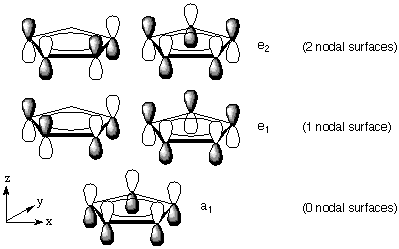 e2 (2 nodal surfaces)
e1 (1 nodal surface)
z
y
x
a1 (0 nodal surfaces)